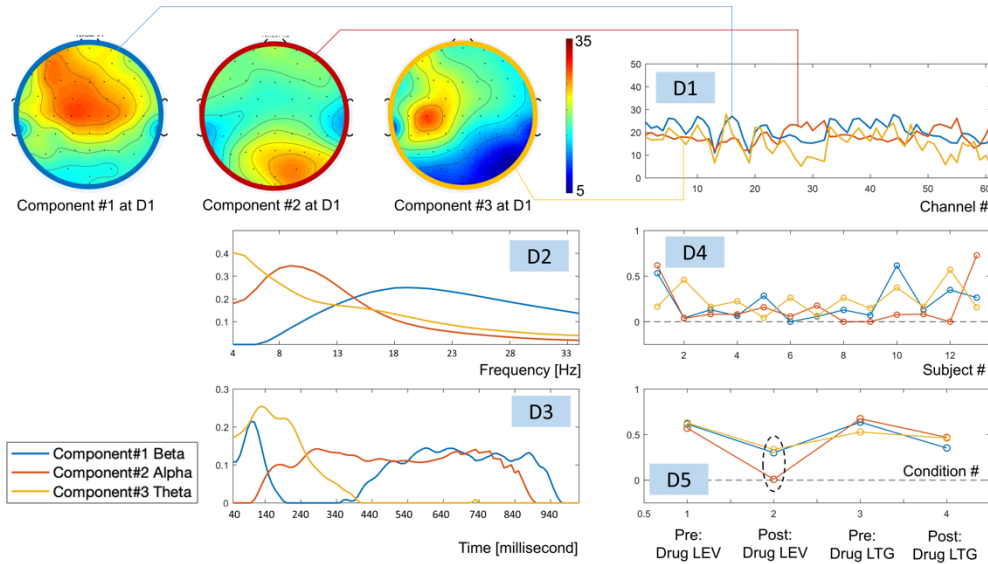 35
5
Component #1 at D1
Component #2 at D1
Component #3 at D1
D1
50
40
30
20
10
0
10 20 30 40 50 60
Channel #
D2
0.4
0.3
0.2
0.1
4 8 13 18 23 28 33
Frequency [Hz]
D4
1
0.5
0
2 4 6 8 10 12
Subject #
D3
0.3
0.2
0.1
0
40 140 240 340 440 540 640 740 840 940
Time [millisecond]
Component#1 Beta
Component#2 Alpha
Component#3 Theta
D5
1
0.5
0
Condition #
0.5 1 2 3 4
Pre: Post: Pre: Post:
Drug LEV Drug LEV Drug LTG Drug LTG